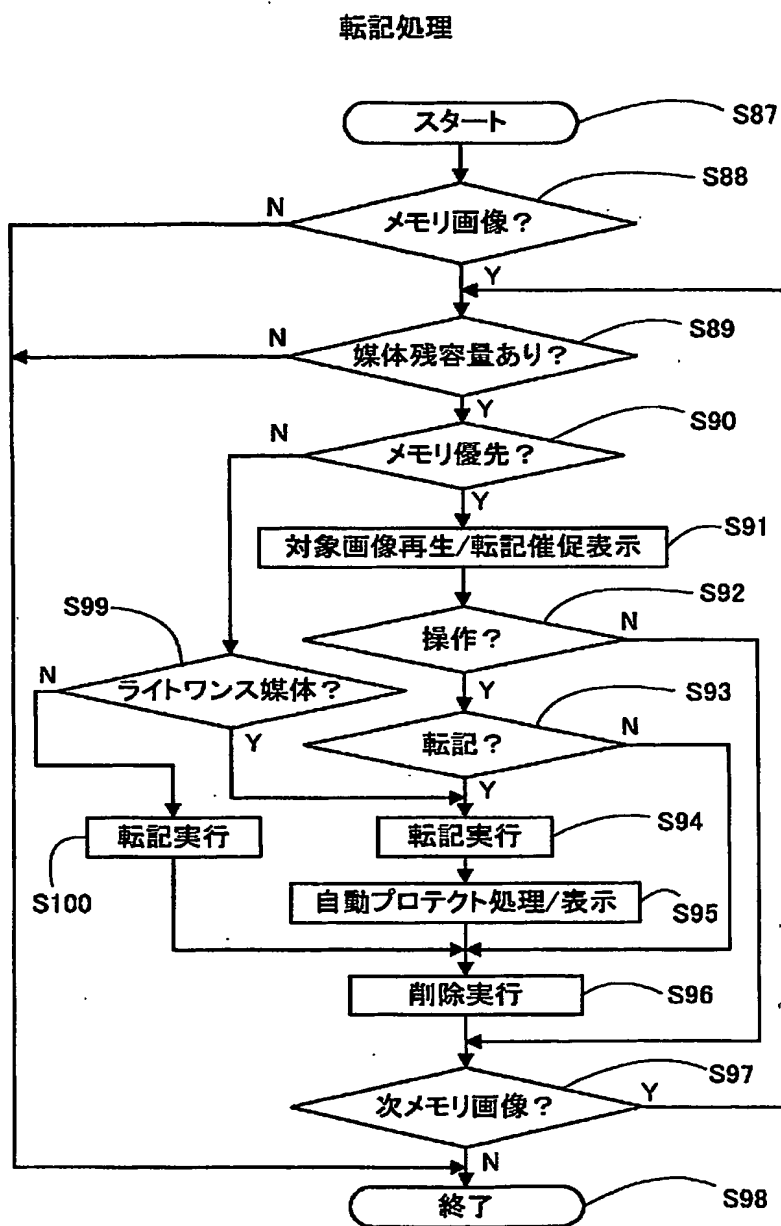 転記処理
スタート
S87
S88
N
メモリ画像?
Y
S89
N
媒体残容量あり?
Y
S90
N
メモリ優先?
Y
対象画像再生/転記催促表示
S91
S92
S99
操作?
N
N
ライトワンス媒体?
Y
S93
Y
転記?
N
Y
転記実行
転記実行
S94
S100
自動プロテクト処理/表示
S95
削除実行
S96
S97
次メモリ画像?
Y
N
終了
S98